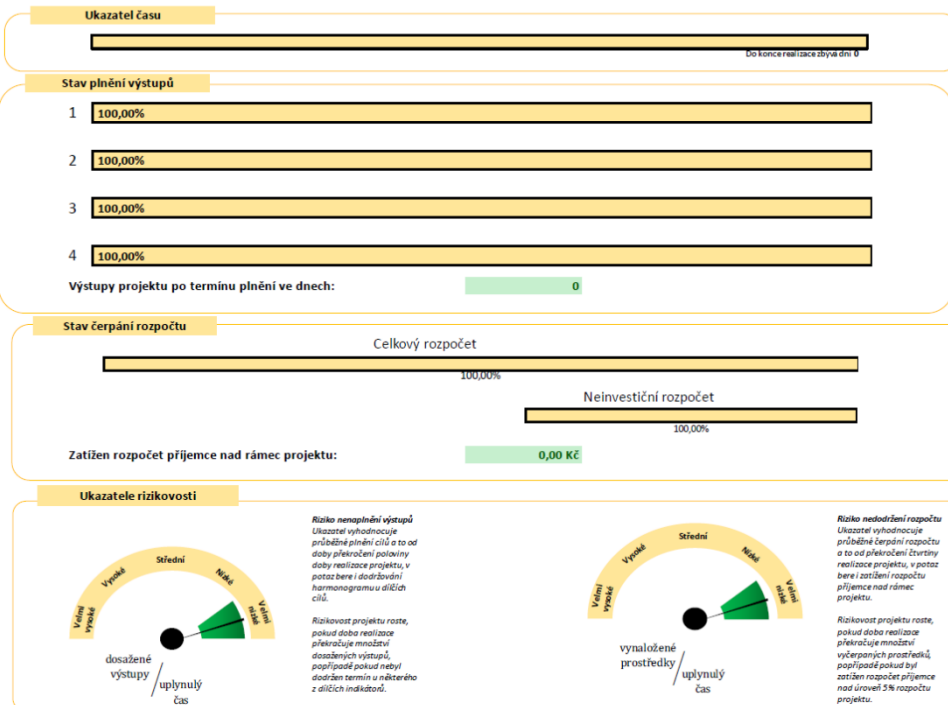 Ukazatel času
Do konce realizace zbývá dní 0
Stav plnění výstupů
1 100,00%
2 100,00%
3 100,00%
4 100,00%
Výstupy projektu po termínu plnění ve dnech: 0
Stav čerpání rozpočtu
Celkový rozpočet
100,00%
Neinvestiční rozpočet
100,00%
Zatížen rozpočet příjemce nad rámec projektu: 0,00 Kč
Ukazatele rizikovosti
Velmi vysoké
Vysoké
Střední
Nízké
Velmi nízké
dosažené
výstupy
uplynulý
čas
Riziko nenaplnění výstupů
Ukazatel vyhodnocuje
průběžné plnění cílů a to od
doby překročení poloviny
doby realizace projektu, v
potaz bere i dodržování
harmonogramu u dílčích
cílů.
Rizikovost projektu roste,
pokud doba realizace
překračuje množství
dosažených výstupů,
popřípadě pokud nebyl
dodržen termín u některého
z dílčích indikátorů.
Velmi vysoké
Vysoké
Střední
Nízké
Velmi nízké
vynaložené
prostředky
uplynulý
čas
Riziko nedodržení rozpočtu
Ukazatel vyhodnocuje
průběžné čerpání rozpočtu
a to od překročení čtvrtiny
realizace projektu, v potaz
bere i zatížení rozpočtu
příjemce nad rámec
projektu.
Rizikovost projektu roste,
pokud doba realizace
překračuje množství
vyčerpaných prostředků,
popřípadě pokud byl
zatížen rozpočet příjemce
nad úroveň 5% rozpočtu
projektu.